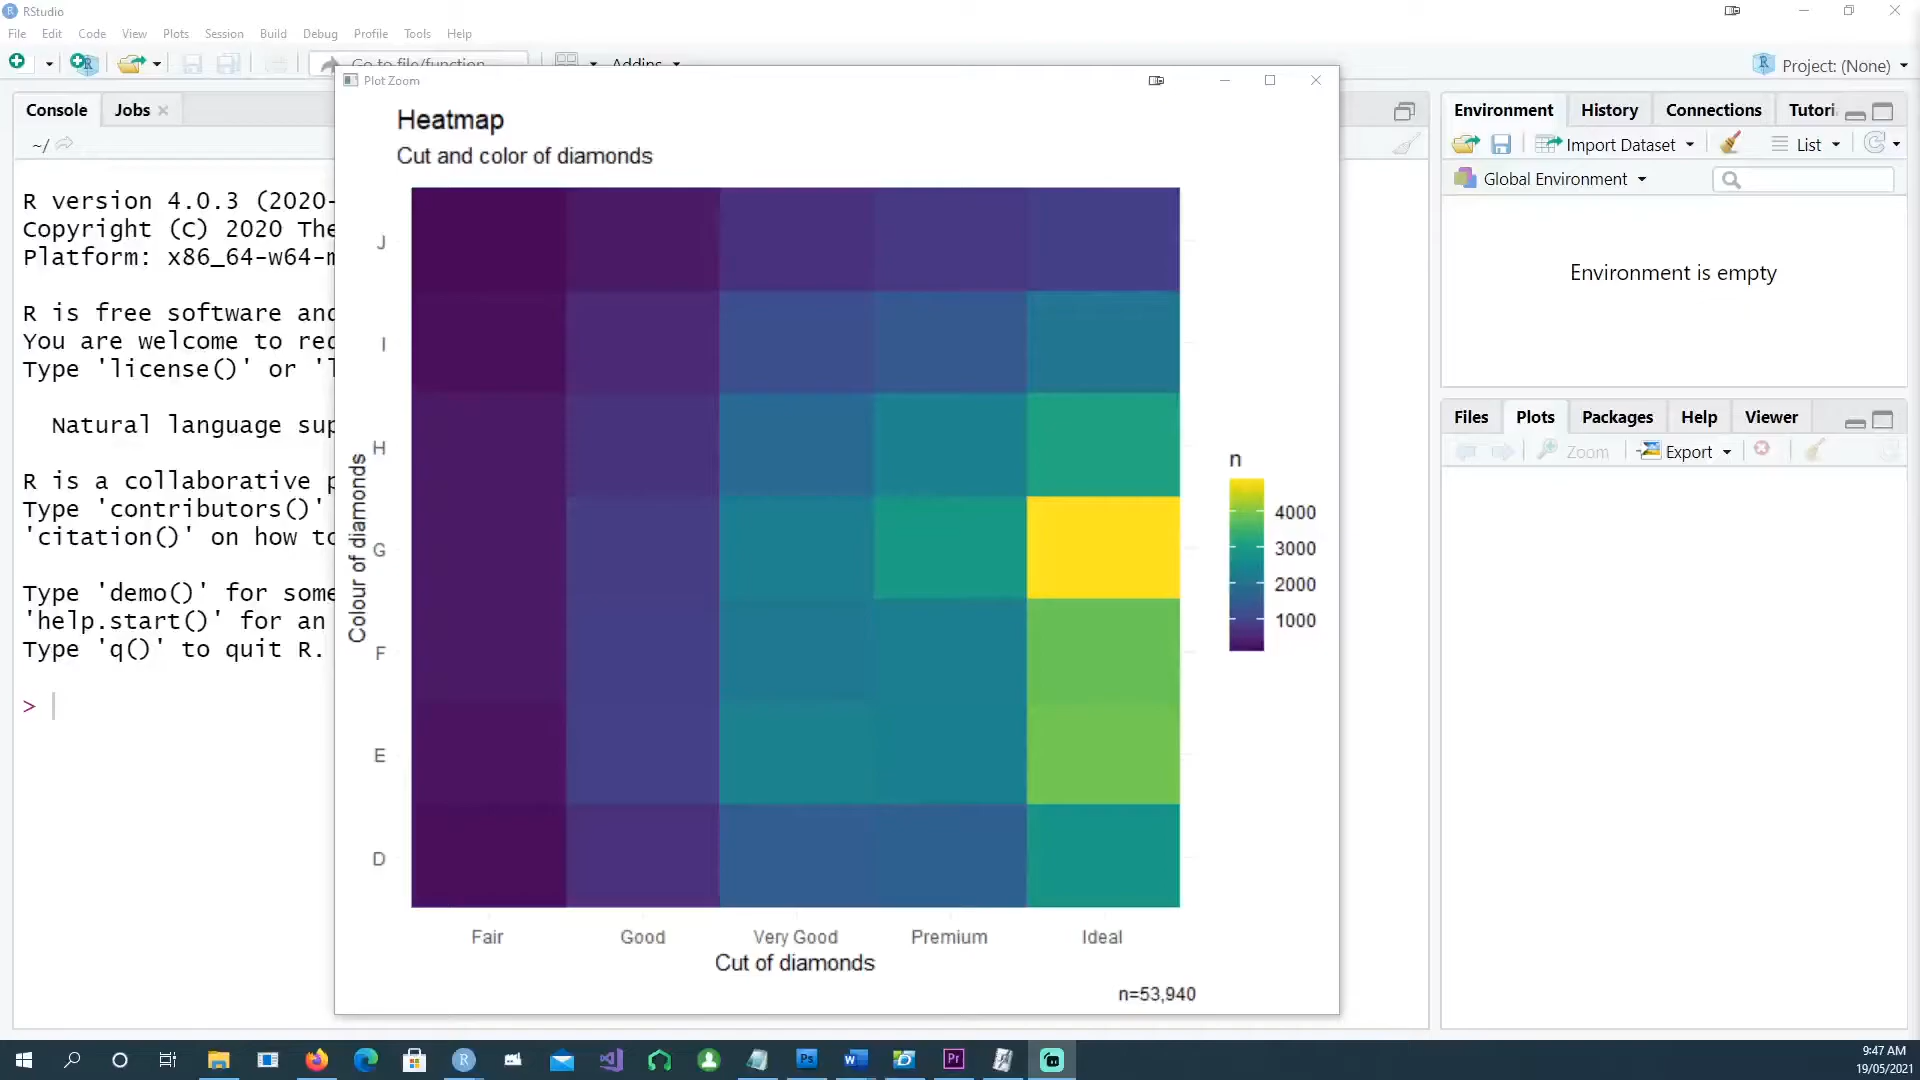 RStudio
File Edit Code View Plots Session Build Debug Profile Tools Help
Go to file/function
Addins
Project: (None)
Plot Zoom
Console
Jobs
~/
R version 4.0.3 (2020-
Copyright (C) 2020 The
Platform: x86_64-w64-m
R is free software and
You are welcome to red
Type 'license()' or 'l
Natural language sup
R is a collaborative p
Type 'contributors()'
'citation()' on how to
Type 'demo()' for some
'help.start()' for an
Type 'q()' to quit R.
>
Heatmap
Cut and color of diamonds
Colour of diamonds
J
I
H
G
F
E
D
Fair Good Very Good Premium Ideal
Cut of diamonds
n=53,940
n
4000
3000
2000
1000
Environment History Connections Tutori
Import Dataset List
Global Environment
Environment is empty
Files Plots Packages Help Viewer
Zoom Export
9:47 AM
19/05/2021